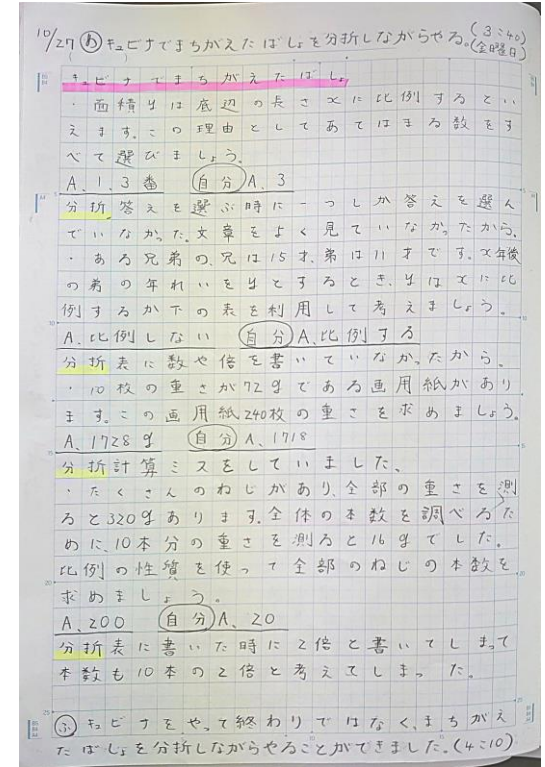 10/27 め キュビナでまちがえたばしょを分折しながらやる。(3:40)(金曜日)
キュビナでまちがえたばしょ
・面積yは底辺の長さxに比例するとい
えます。この理由としてあてはまる数をす
べて選びましょう。
A、1、3番 自分 A、3
分折 答えを選ぶ時に一つしか答えを選ん
でいなかった。文章をよく見ていなかったから。
・ある兄弟の、兄は15才、弟は11才です。x年後
の弟の年れいをyとするとき、yはxに比
例するか下の表を利用して考えましょう。
A、比例しない 自分 A、比例する
分折 表に数や倍を書いていなかったから。
・10枚の重さが72gである画用紙があり
ます。この画用紙240枚の重さを求めましょう。
A、1728g 自分 A、1718
分折 計算ミスをしていました、
・たくさんのねじがあり、全部の重さを測
ると320gあります。全体の本数を調べるた
めに、10本分の重さを測ると16gでした。
比例の性質を使って全部のねじの本数を
求めましょう。
A、200 自分 A、20
分折 表に書いた時に2倍と書いてしまって
本数も10本の2倍と考えてしまった。
ふ キュビナをやって終わりではなく、まちがえ
たばしょを分折しながらやることができました。(4:10)